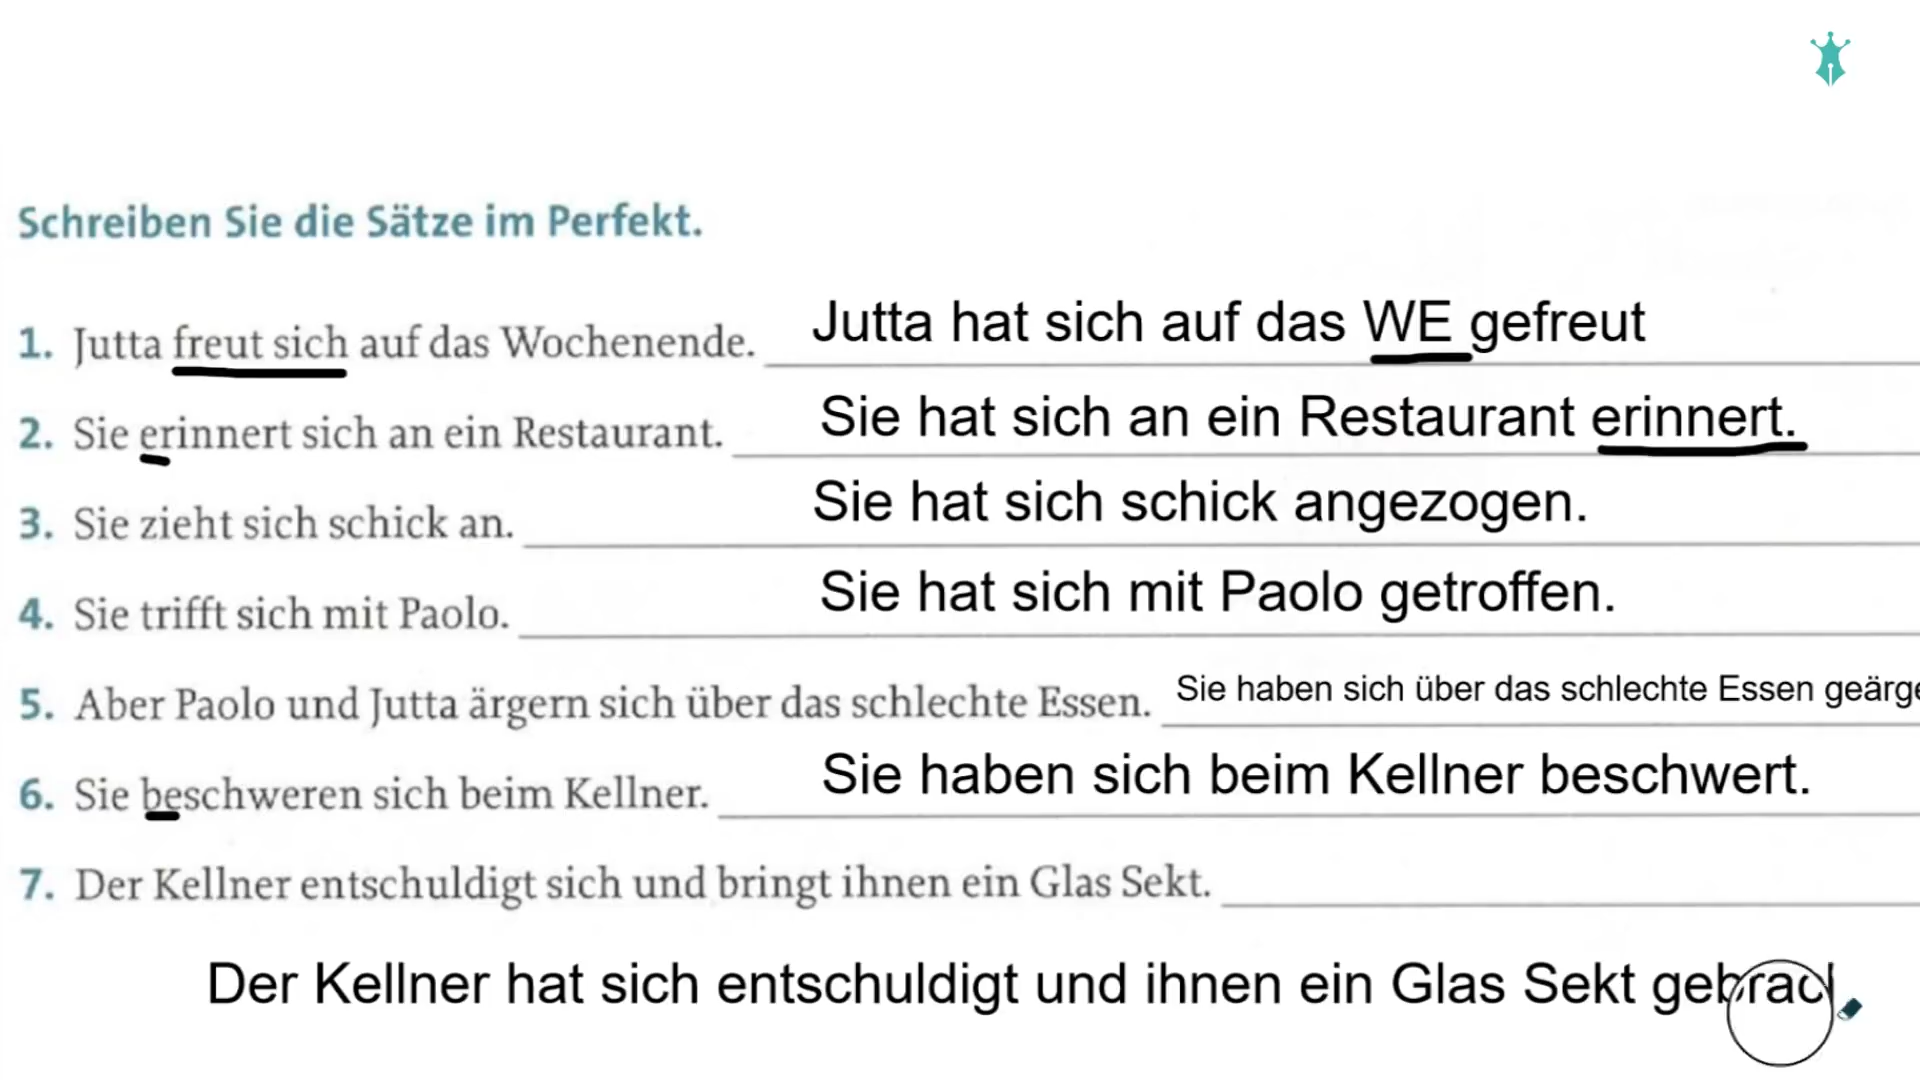 Schreiben Sie die Sätze im Perfekt.
1. Jutta freut sich auf das Wochenende. Jutta hat sich auf das WE gefreut
2. Sie erinnert sich an ein Restaurant. Sie hat sich an ein Restaurant erinnert.
3. Sie zieht sich schick an. Sie hat sich schick angezogen.
4. Sie trifft sich mit Paolo. Sie hat sich mit Paolo getroffen.
5. Aber Paolo und Jutta ärgern sich über das schlechte Essen. Sie haben sich über das schlechte Essen
6. Sie beschweren sich beim Kellner. Sie haben sich beim Kellner beschwert.
7. Der Kellner entschuldigt sich und bringt ihnen ein Glas Sekt.
Der Kellner hat sich entschuldigt und ihnen ein Glas Sekt